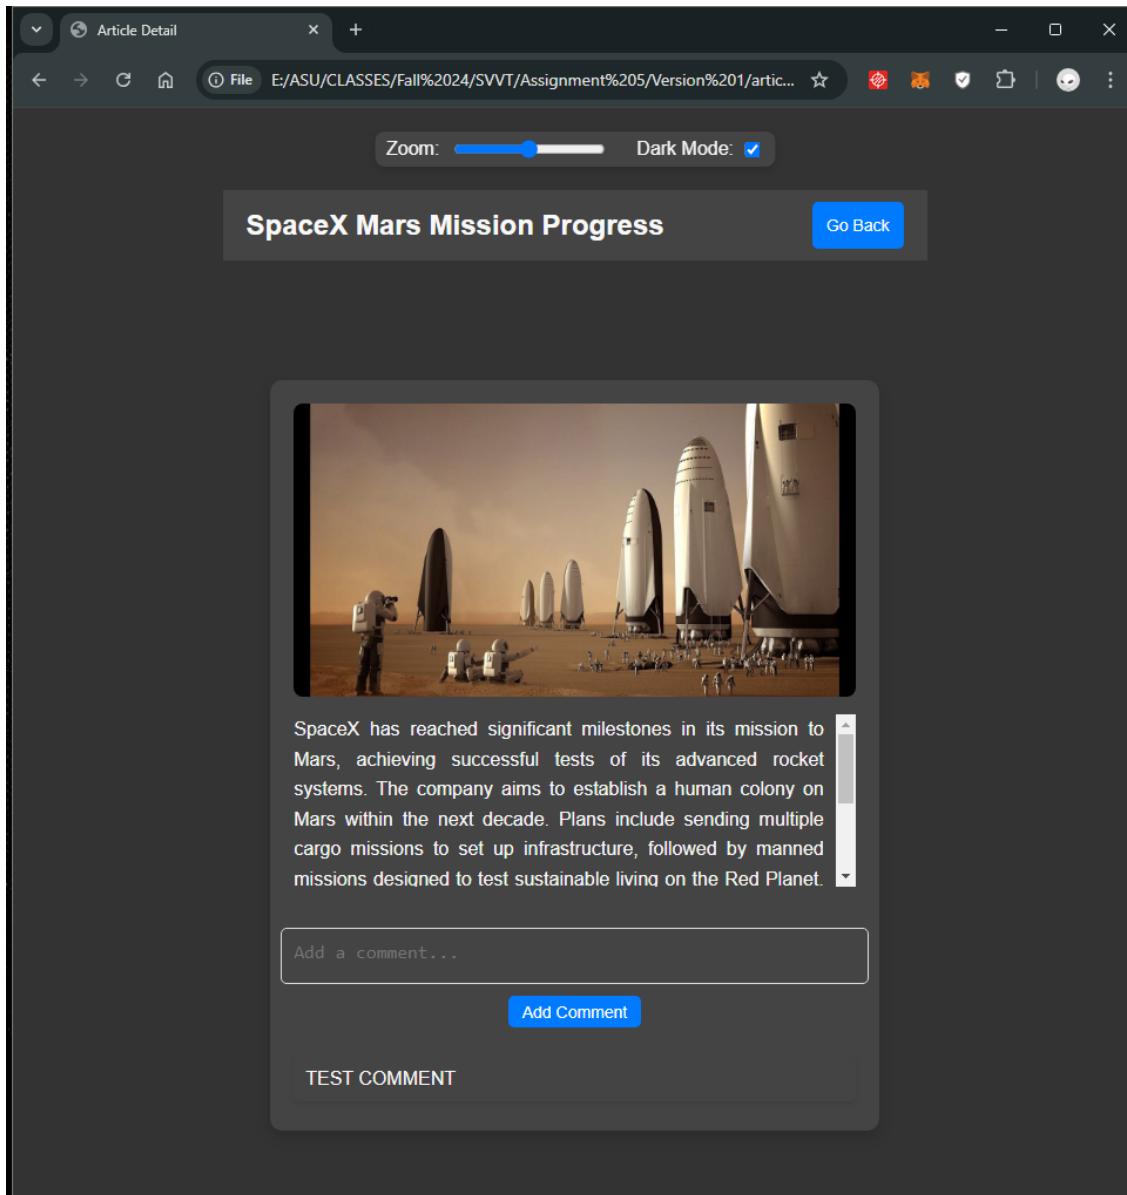 Article Detail
File E:/ASU/CLASSES/Fall%2024/SVVT/Assignment%205/Version%201/artic...
Zoom: Dark Mode:
SpaceX Mars Mission Progress
Go Back
SpaceX has reached significant milestones in its mission to
Mars, achieving successful tests of its advanced rocket
systems. The company aims to establish a human colony on
Mars within the next decade. Plans include sending multiple
cargo missions to set up infrastructure, followed by manned
missions designed to test sustainable living on the Red Planet.
Add a comment...
Add Comment
TEST COMMENT